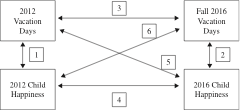 2012
Vacation
Days
3
Fall 2016
Vacation
Days
6
1
2
5
2012 Child
Happiness
4
2016 Child
Happiness